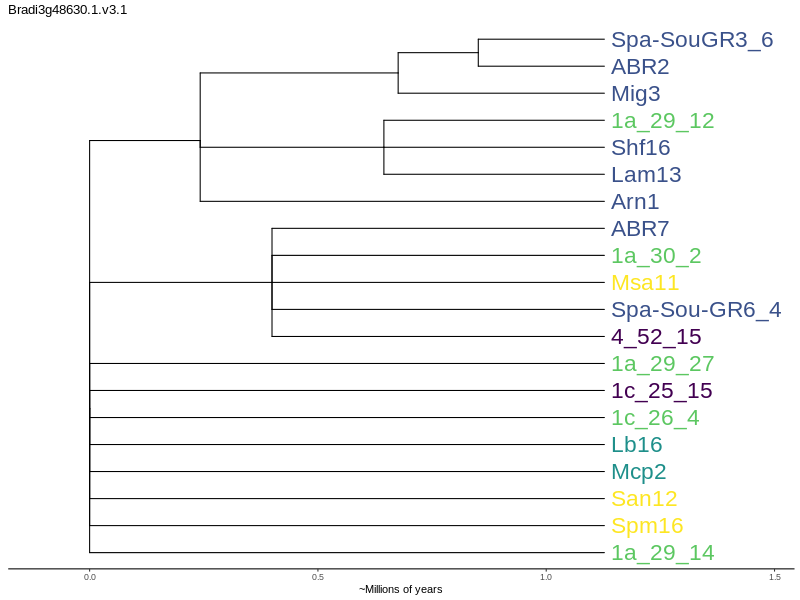 Bradi3g48630.1.v3.1
Spa-SouGR3_6
ABR2
Mig3
1a_29_12
Shf16
Lam13
Arn1
ABR7
1a_30_2
Msa11
Spa-Sou-GR6_4
4_52_15
1a_29_27
1c_25_15
1c_26_4
Lb16
Mcp2
San12
Spm16
1a_29_14
0.0 0.5 1.0 1.5
~Millions of years